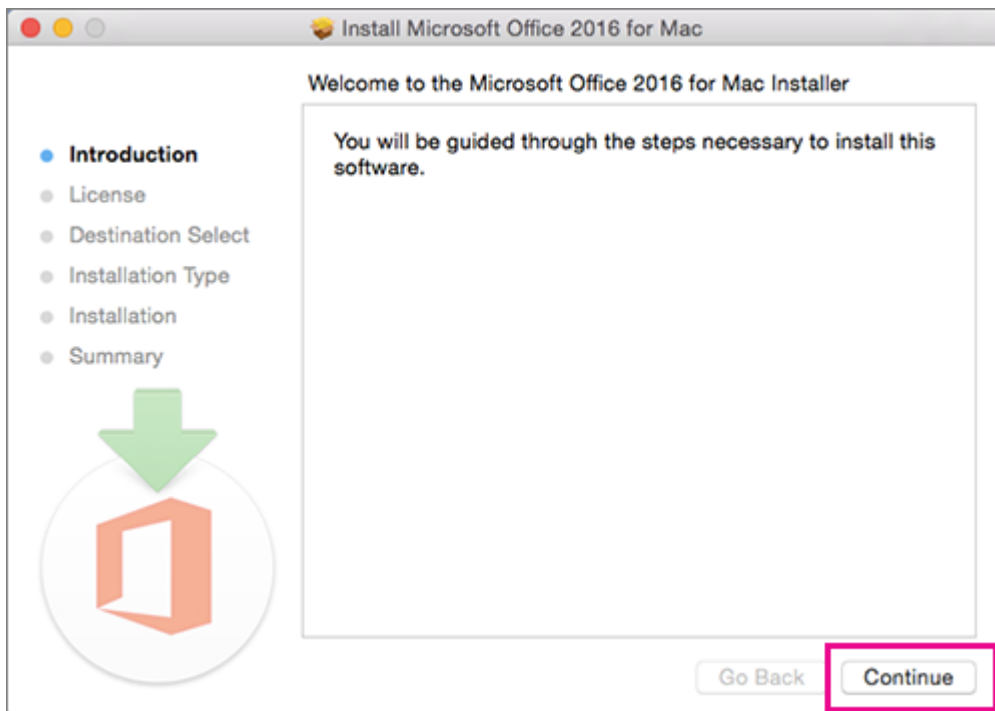 Install Microsoft Office 2016 for Mac
Welcome to the Microsoft Office 2016 for Mac Installer
Introduction
License
Destination Select
Installation Type
Installation
Summary
You will be guided through the steps necessary to install this
software.
Go Back
Continue